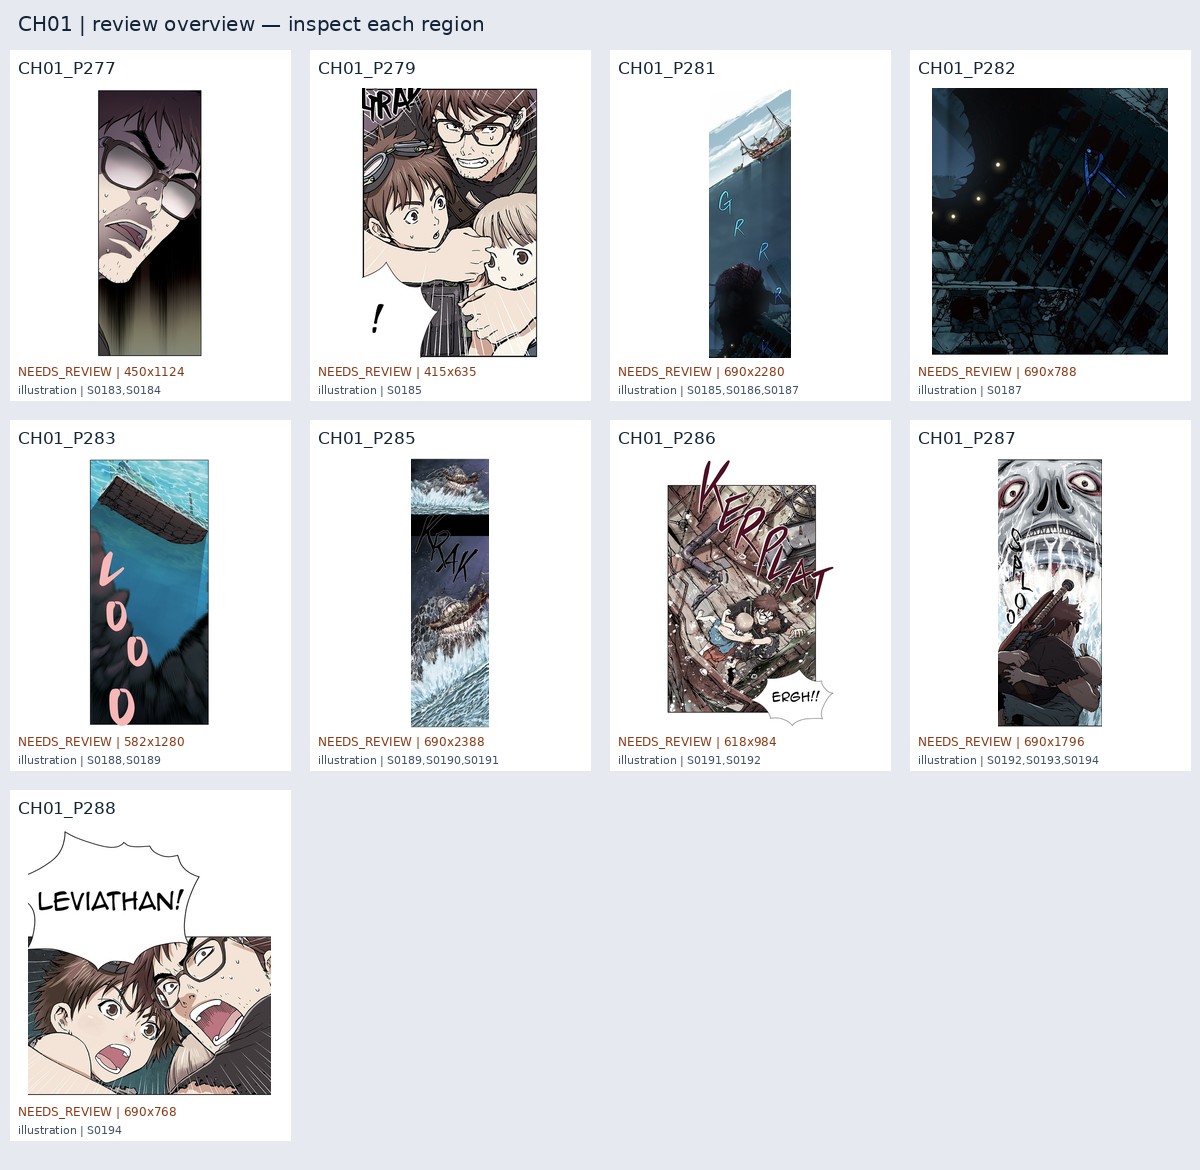 CH01 | review overview — inspect each region
CH01_P277
NEEDS_REVIEW | 450x1124
illustration | S0183,S0184
CH01_P279
!
NEEDS_REVIEW | 415x635
illustration | S0185
CH01_P281
G
R
R
R
NEEDS_REVIEW | 690x2280
illustration | S0185,S0186,S0187
CH01_P282
R
NEEDS_REVIEW | 690x788
illustration | S0187
CH01_P283
L
O
O
O
NEEDS_REVIEW | 582x1280
illustration | S0188,S0189
CH01_P285
KRAK
NEEDS_REVIEW | 690x2388
illustration | S0189,S0190,S0191
CH01_P286
KERPLAT
ERGH!!
NEEDS_REVIEW | 618x984
illustration | S0191,S0192
CH01_P287
NEEDS_REVIEW | 690x1796
illustration | S0192,S0193,S0194
CH01_P288
LEVIATHAN!
NEEDS_REVIEW | 690x768
illustration | S0194